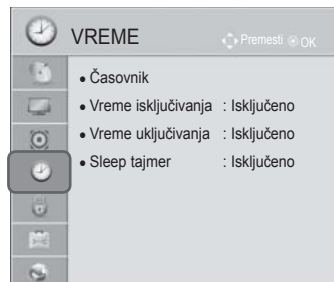 VREME
Premesti OK
• Časovnik
• Vreme isključivanja : Isključeno
• Vreme uključivanja : Isključeno
• Sleep tajmer : Isključeno